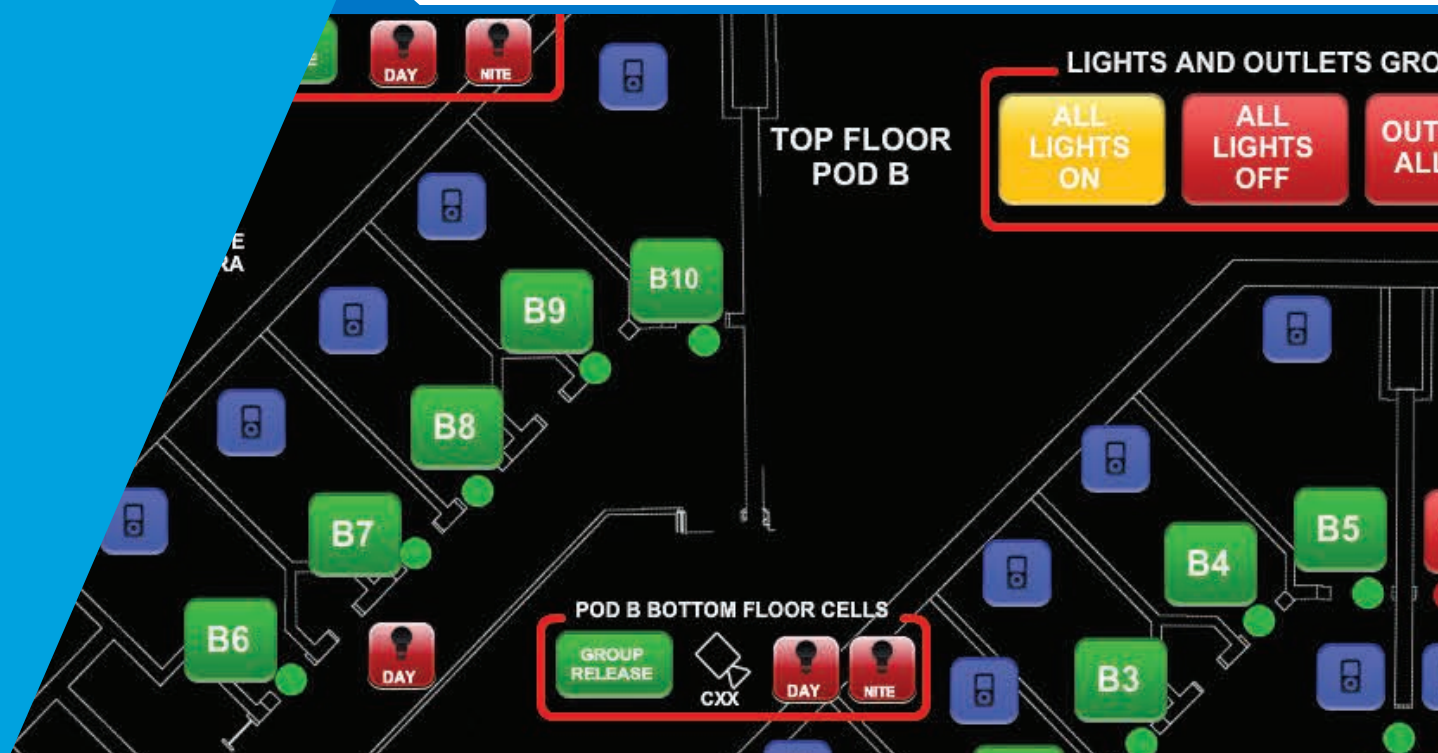 DAY
NITE
LIGHTS AND OUTLETS GRO
ALL
LIGHTS
ON
ALL
LIGHTS
OFF
OUT
ALL
TOP FLOOR
POD B
E
RA
B10
B9
B8
B7
B6
DAY
B5
B4
B3
POD B BOTTOM FLOOR CELLS
GROUP
RELEASE
CXX
DAY
NITE